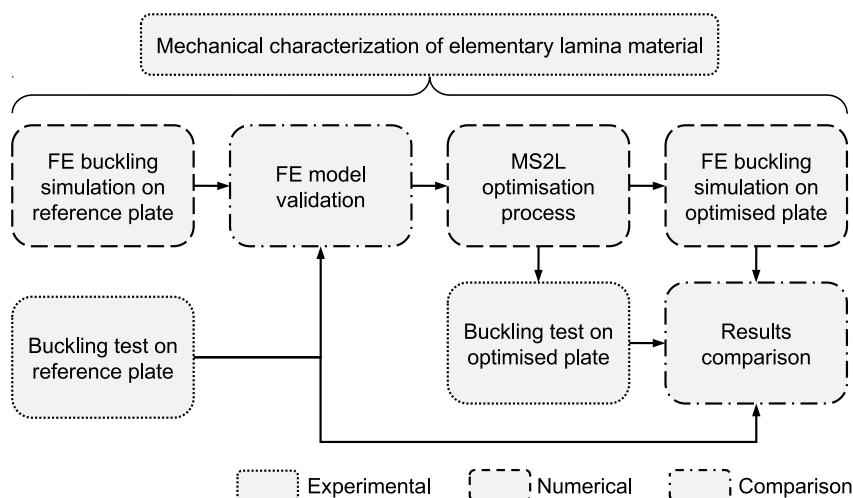 Mechanical characterization of elementary lamina material
FE buckling
simulation on
reference plate
FE model
validation
MS2L
optimisation
process
FE buckling
simulation on
optimised plate
Buckling test on
reference plate
Buckling test on
optimised plate
Results
comparison
Experimental
Numerical
Comparison